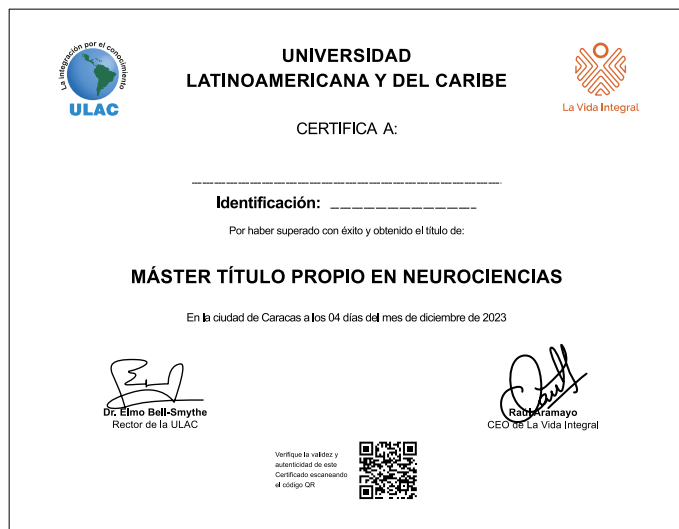 La integración por el conocimiento
ULAC
UNIVERSIDAD
LATINOAMERICANA Y DEL CARIBE
La Vida Integral
CERTIFICA A:
Identificación:
Por haber superado con éxito y obtenido el título de:
MÁSTER TÍTULO PROPIO EN NEUROCIENCIAS
En la ciudad de Caracas a los 04 días del mes de diciembre de 2023
Dr. Elmo Bell-Smythe
Rector de la ULAC
Raúl Aramayo
CEO de La Vida Integral
Verifique la validez y
autenticidad de este
Certificado escaneando
el código QR